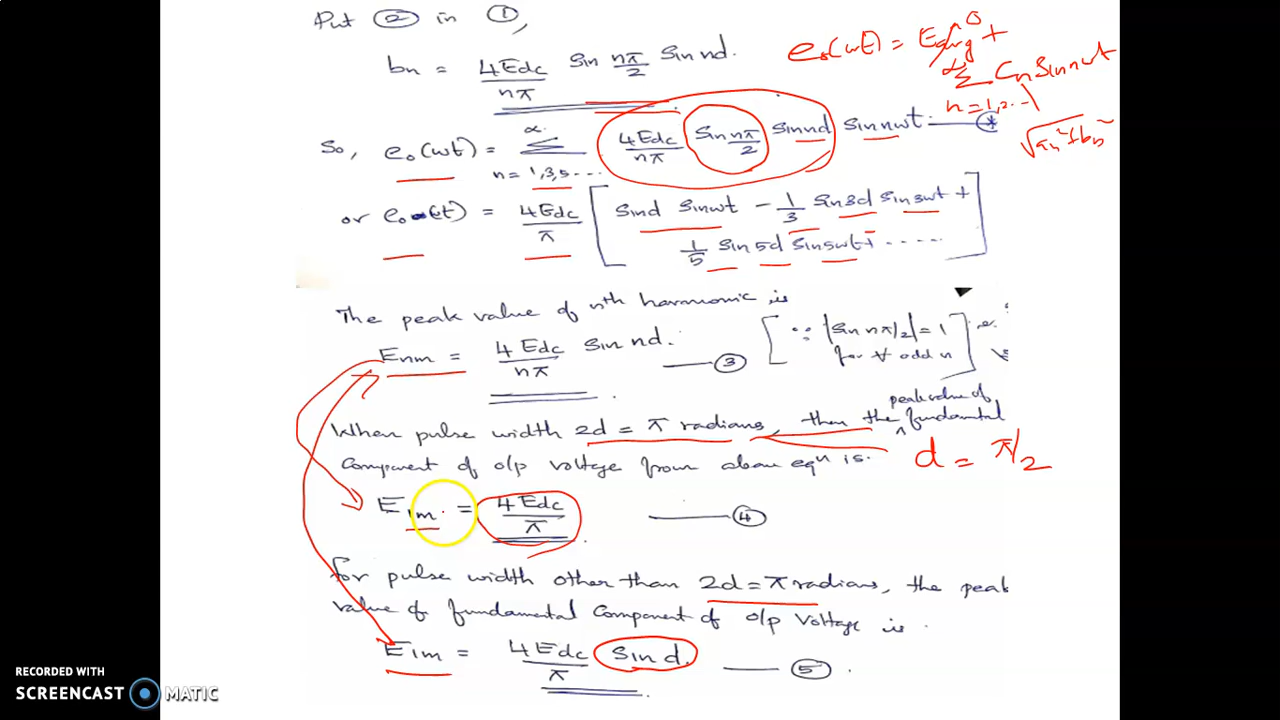 Put ② in ①,
bn = 4Edc/nπ sin nπ/2 sin nd.
e₀(ωt) = Edc avg⁰ +
∞ Σ Cn sin nωt
n = 1,2..
√an²+bn²
So, e₀(ωt) = Σ^∝ n = 1,3,5... 4Edc/nπ sin nπ/2 sin nd sin nωt ——(*)
or e₀(t) = 4Edc/π [ sin d sin ωt − 1/3 sin 3d sin 3ωt +
1/5 sin 5d sin 5ωt + ..... ]
The peak value of nth harmonic is
Enm = 4Edc/nπ sin nd. ——③ [∵ |sin nπ/2| = 1
for ∀ odd n]
peak value of
When pulse width 2d = π radians, then the ^ fundamental
d = π/2
Component of o/p voltage from above eqn is.
E1m = 4Edc/π. ——④
for pulse width other than 2d = π radians, the peak
value of fundamental Component of o/p voltage is.
E1m = 4Edc/π sin d. ——⑤.
RECORDED WITH
SCREENCAST MATIC